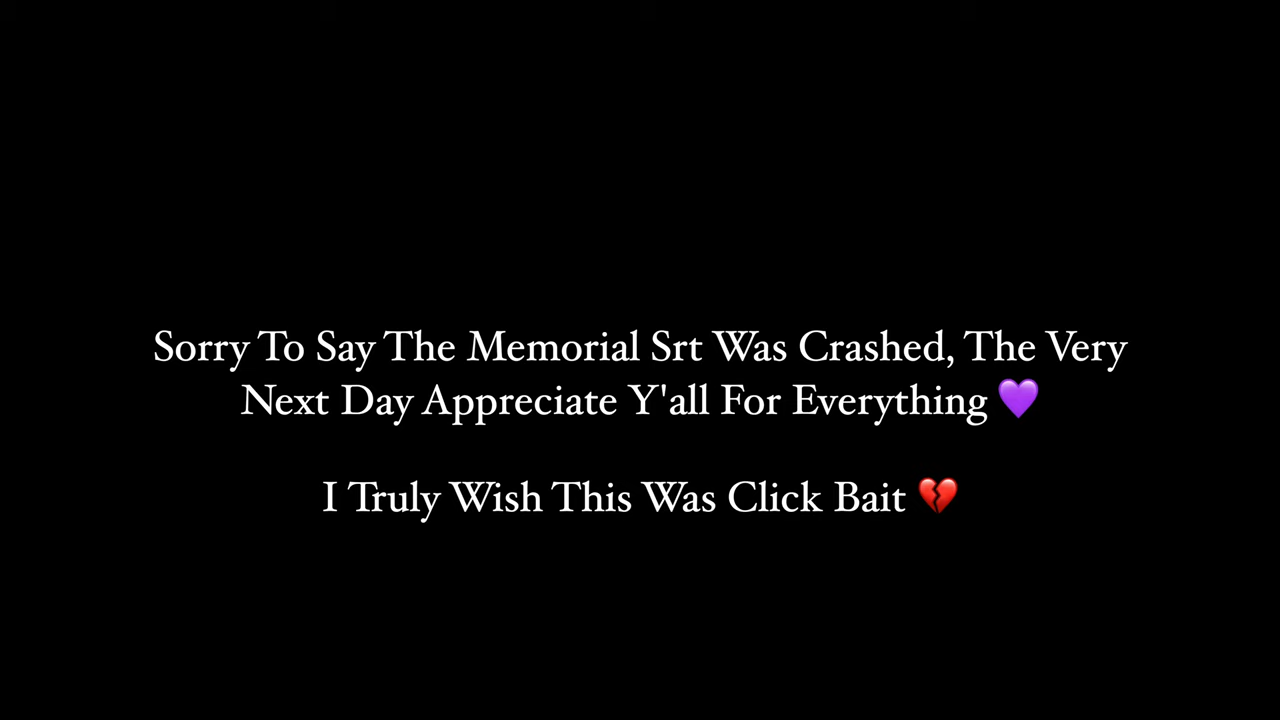 Sorry To Say The Memorial Srt Was Crashed, The Very
Next Day Appreciate Y'all For Everything 💜
I Truly Wish This Was Click Bait 💔